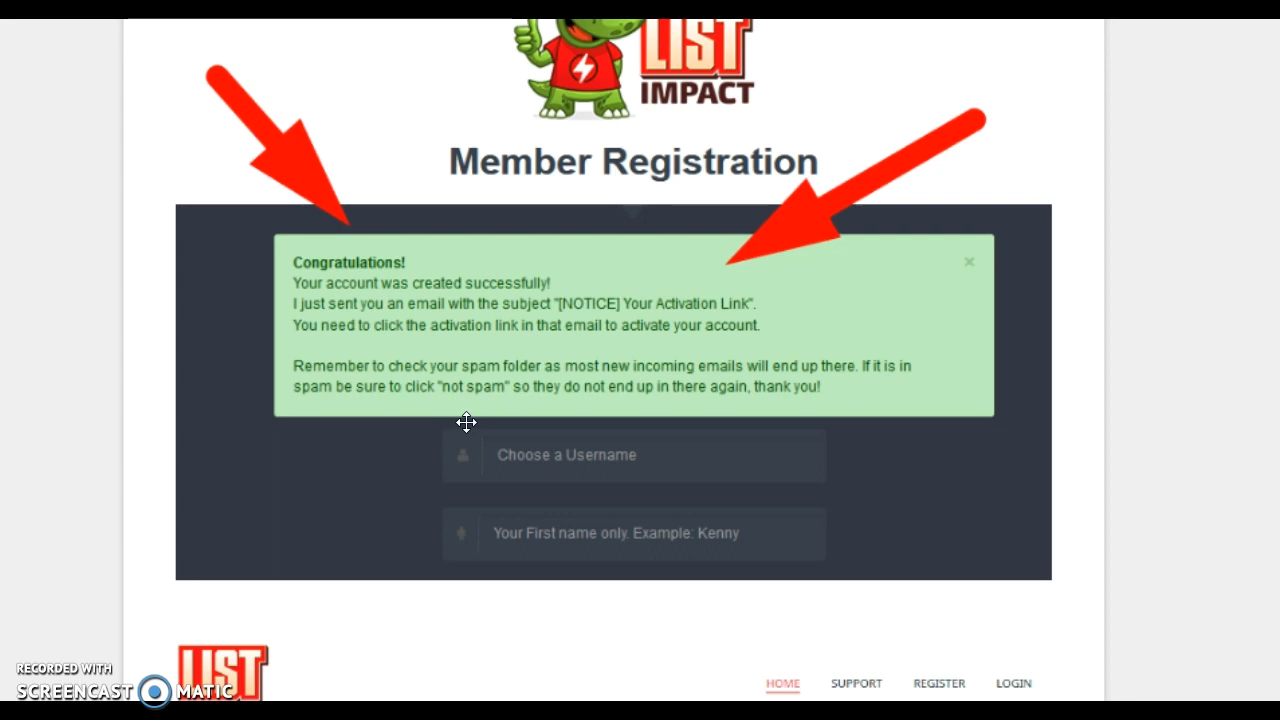 LIST
IMPACT
Member Registration
Congratulations!
Your account was created successfully!
I just sent you an email with the subject "[NOTICE] Your Activation Link".
You need to click the activation link in that email to activate your account.
Remember to check your spam folder as most new incoming emails will end up there. If it is in
spam be sure to click "not spam" so they do not end up in there again, thank you!
×
Choose a Username
Your First name only. Example: Kenny
LIST
HOME SUPPORT REGISTER LOGIN
RECORDED WITH
SCREENCAST MATIC